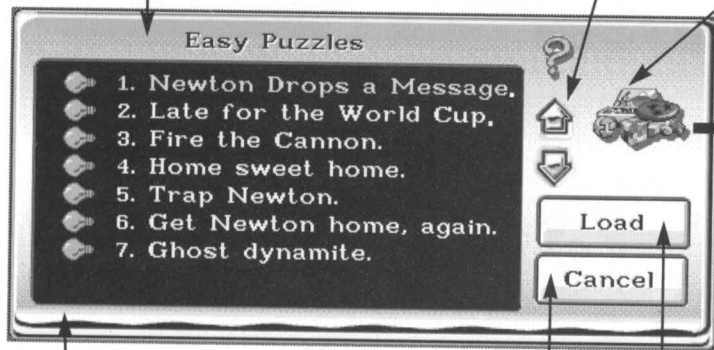 Easy Puzzles
1. Newton Drops a Message.
2. Late for the World Cup.
3. Fire the Cannon.
4. Home sweet home.
5. Trap Newton.
6. Get Newton home, again.
7. Ghost dynamite.
Load
Cancel